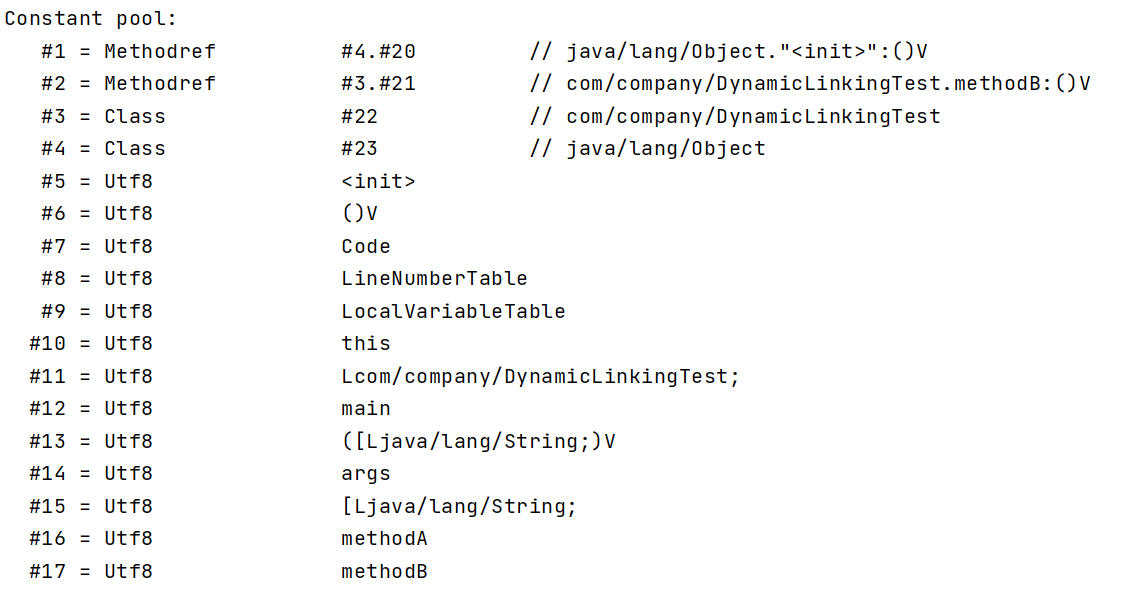 Constant pool:
   #1 = Methodref          #4.#20         // java/lang/Object."<init>":()V
   #2 = Methodref          #3.#21         // com/company/DynamicLinkingTest.methodB:()V
   #3 = Class              #22            // com/company/DynamicLinkingTest
   #4 = Class              #23            // java/lang/Object
   #5 = Utf8               <init>
   #6 = Utf8               ()V
   #7 = Utf8               Code
   #8 = Utf8               LineNumberTable
   #9 = Utf8               LocalVariableTable
  #10 = Utf8               this
  #11 = Utf8               Lcom/company/DynamicLinkingTest;
  #12 = Utf8               main
  #13 = Utf8               ([Ljava/lang/String;)V
  #14 = Utf8               args
  #15 = Utf8               [Ljava/lang/String;
  #16 = Utf8               methodA
  #17 = Utf8               methodB